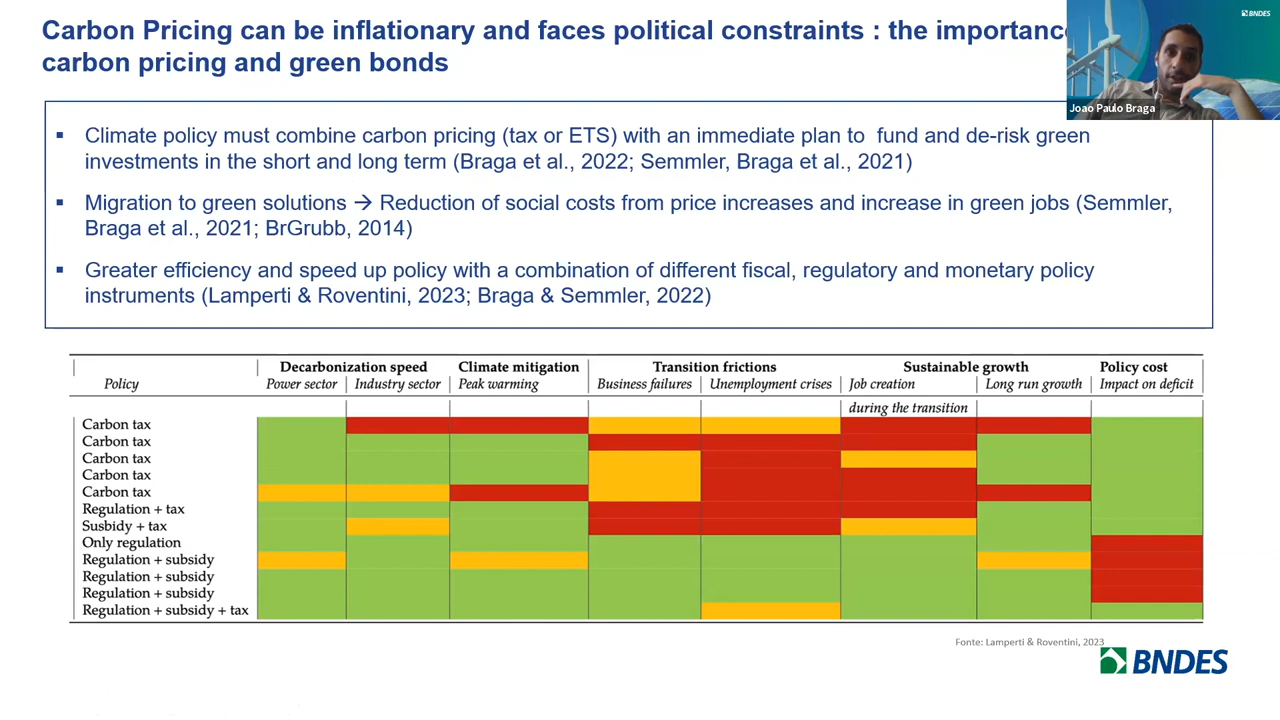 Carbon Pricing can be inflationary and faces political constraints : the importance
carbon pricing and green bonds
BNDES
Joao Paulo Braga
▪ Climate policy must combine carbon pricing (tax or ETS) with an immediate plan to fund and de-risk green
investments in the short and long term (Braga et al., 2022; Semmler, Braga et al., 2021)
▪ Migration to green solutions → Reduction of social costs from price increases and increase in green jobs (Semmler,
Braga et al., 2021; BrGrubb, 2014)
▪ Greater efficiency and speed up policy with a combination of different fiscal, regulatory and monetary policy
instruments (Lamperti & Roventini, 2023; Braga & Semmler, 2022)
Decarbonization speed Climate mitigation Transition frictions Sustainable growth Policy cost
Policy Power sector Industry sector Peak warming Business failures Unemployment crises Job creation Long run growth Impact on deficit
during the transition
Carbon tax
Carbon tax
Carbon tax
Carbon tax
Carbon tax
Regulation + tax
Susbidy + tax
Only regulation
Regulation + subsidy
Regulation + subsidy
Regulation + subsidy
Regulation + subsidy + tax
Fonte: Lamperti & Roventini, 2023
BNDES